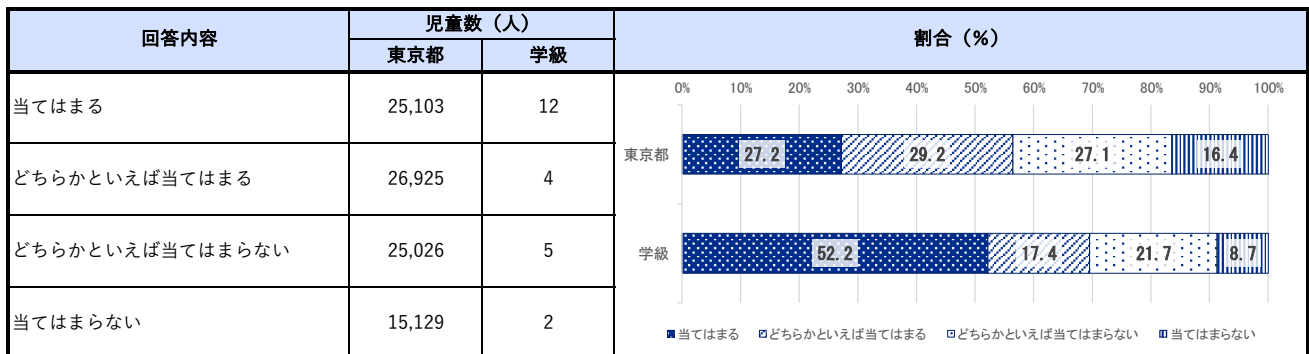 回答内容
児童数（人）
割合（%）
東京都
学級
当てはまる
25,103
12
どちらかといえば当てはまる
26,925
4
どちらかといえば当てはまらない
25,026
5
当てはまらない
15,129
2
0% 10% 20% 30% 40% 50% 60% 70% 80% 90% 100%
東京都 27.2 29.2 27.1 16.4
学級 52.2 17.4 21.7 8.7
当てはまる どちらかといえば当てはまる どちらかといえば当てはまらない 当てはまらない